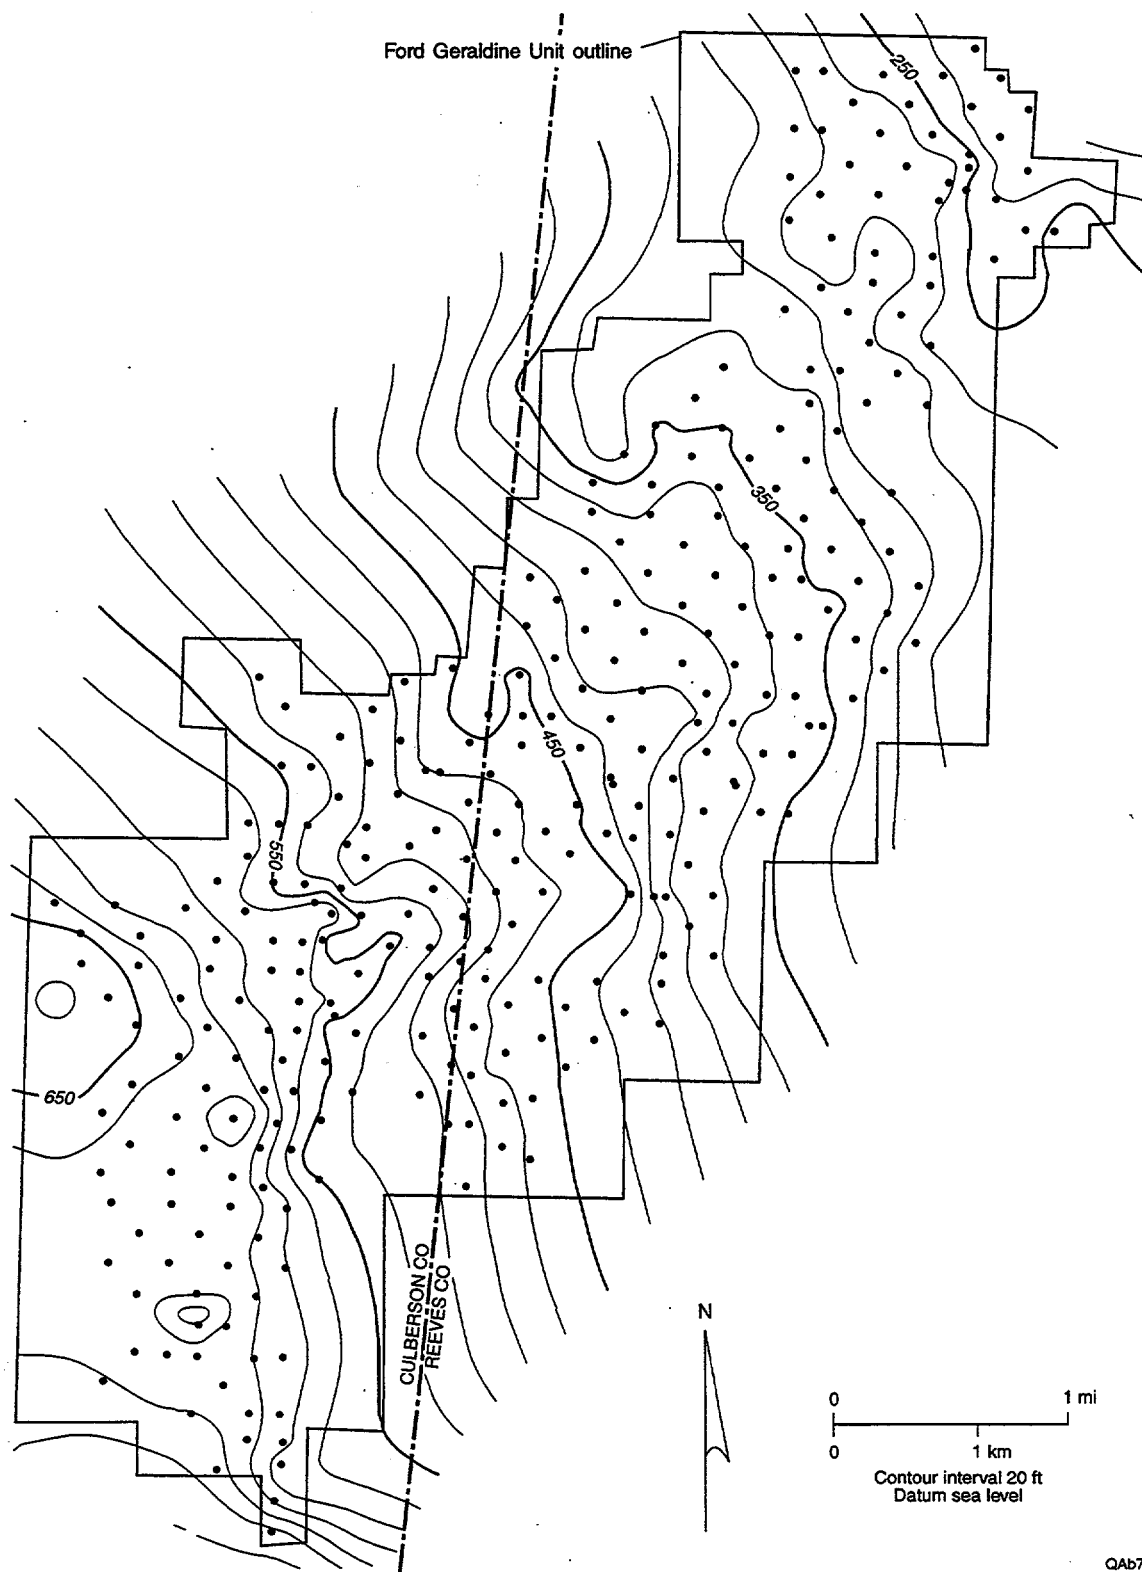 Ford Geraldine Unit outline
250
350
450
550
650
CULBERSON CO
REEVES CO
N
0 1 mi
0 1 km
Contour interval 20 ft
Datum sea level
QAb7